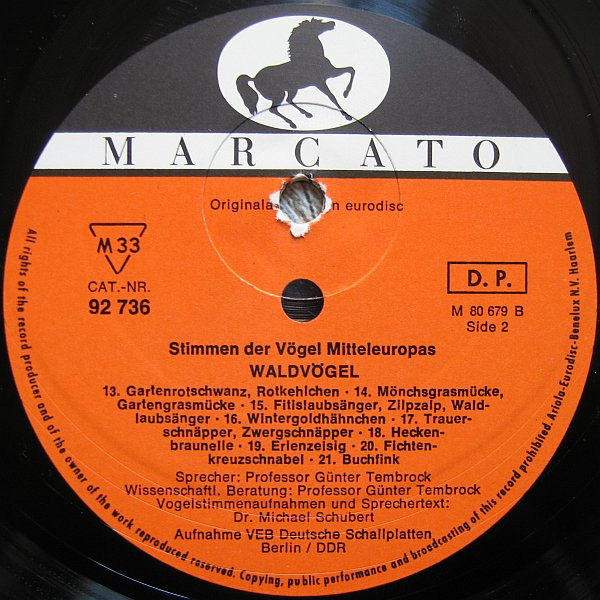 MARCATO
Originala n eurodisc
M 33
CAT.-NR.
92 736
D. P.
M 80 679 B
Side 2
Stimmen der Vögel Mitteleuropas
WALDVÖGEL
13. Gartenrotschwanz, Rotkehlchen · 14. Mönchsgrasmücke,
Gartengrasmücke · 15. Fitislaubsänger, Zilpzalp, Wald-
laubsänger · 16. Wintergoldhähnchen · 17. Trauer-
schnäpper, Zwergschnäpper · 18. Hecken-
braunelle · 19. Erlenzeisig · 20. Fichten-
kreuzschnabel · 21. Buchfink
Sprecher: Professor Günter Tembrock
Wissenschaftl. Beratung: Professor Günter Tembrock
Vogelstimmenaufnahmen und Sprechertext:
Dr. Michael Schubert
Aufnahme VEB Deutsche Schallplatten
Berlin / DDR
All rights of the record producer and of the owner of the work reproduced reserved. Copying, public performance and broadcasting of this record prohibited. Ariola-Eurodisc-Benelux N.V. Haarlem